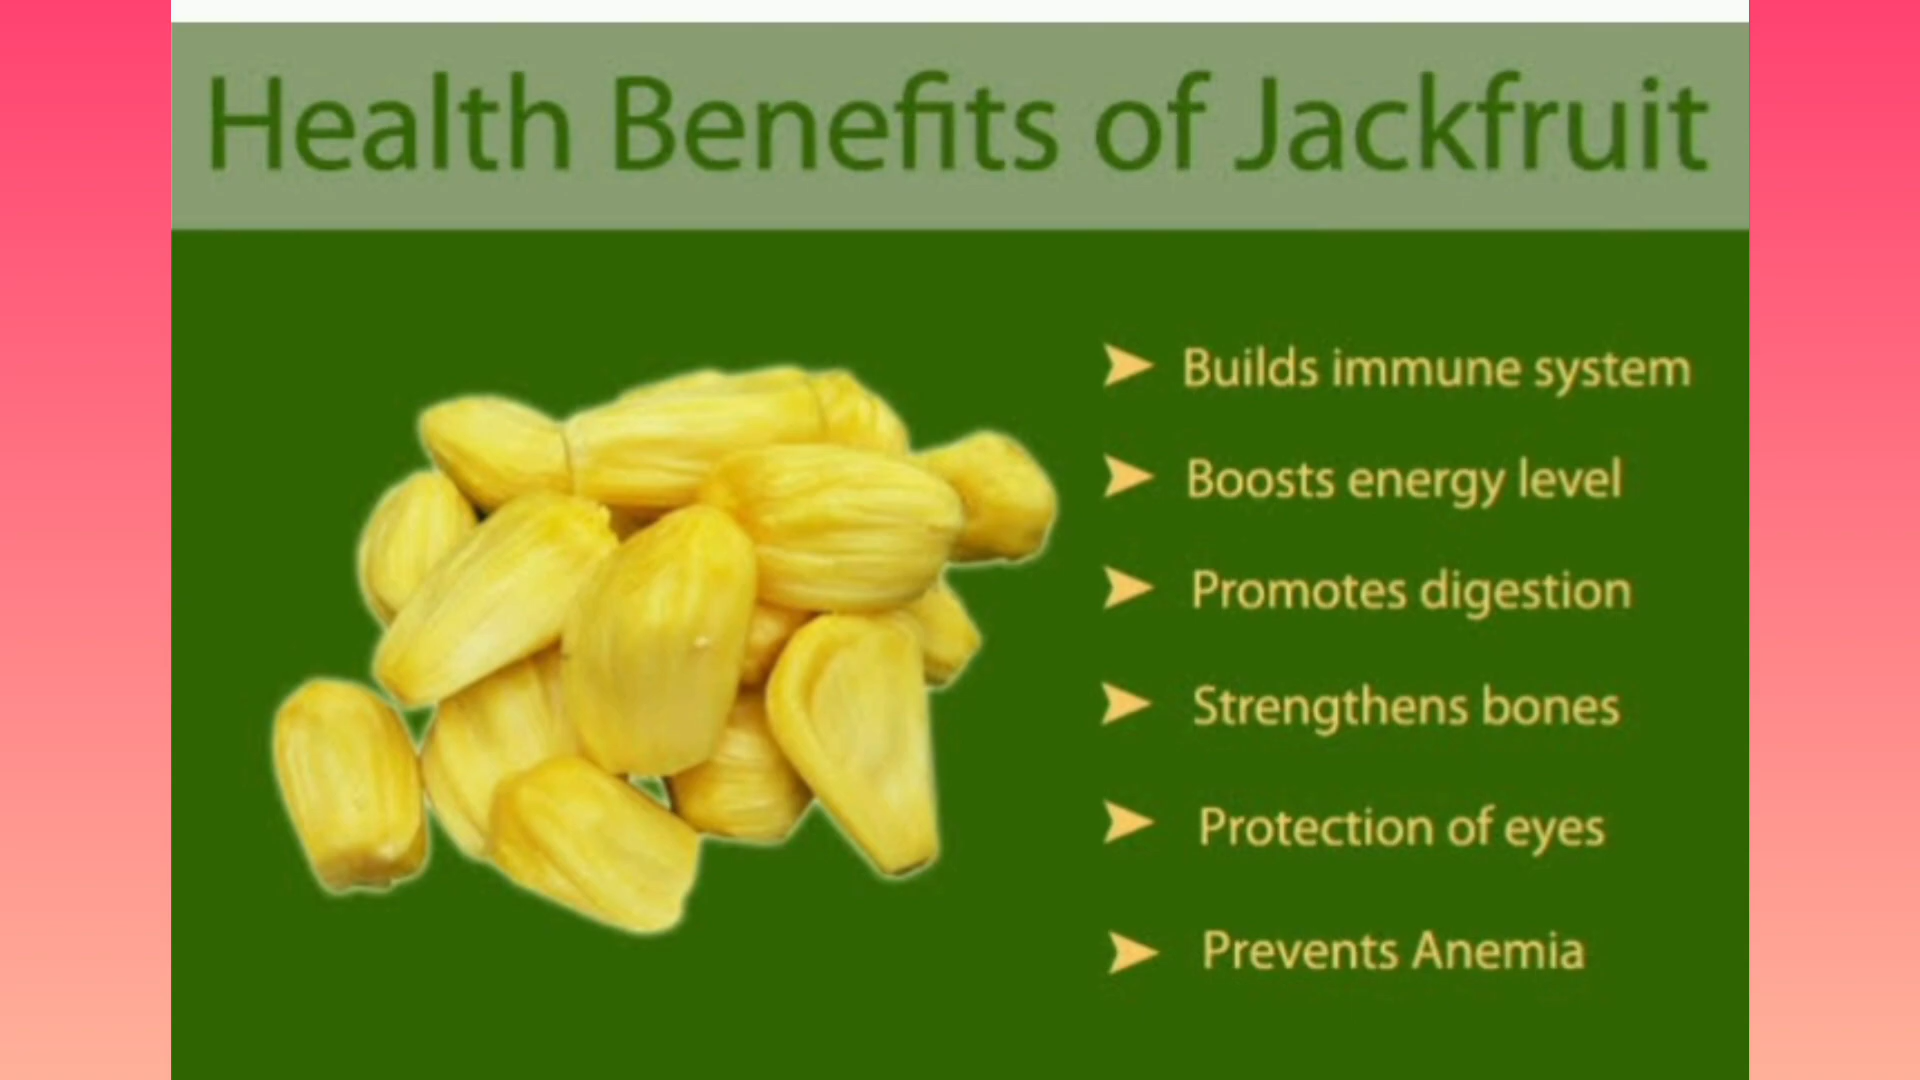 Health Benefits of Jackfruit
Builds immune system
Boosts energy level
Promotes digestion
Strengthens bones
Protection of eyes
Prevents Anemia